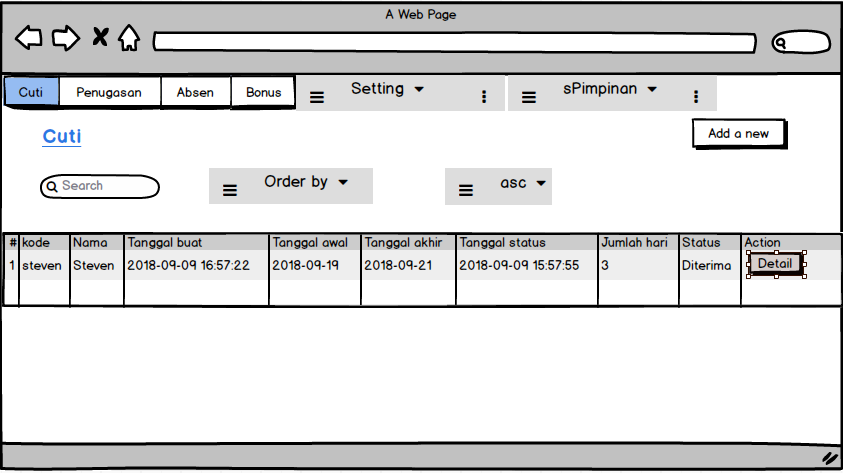 A Web Page
Cuti Penugasan Absen Bonus Setting sPimpinan
Cuti Add a new
Search Order by asc
# kode Nama Tanggal buat Tanggal awal Tanggal akhir Tanggal status Jumlah hari Status Action
1 steven Steven 2018-09-09 16:57:22 2018-09-19 2018-09-21 2018-09-09 15:57:55 3 Diterima Detail